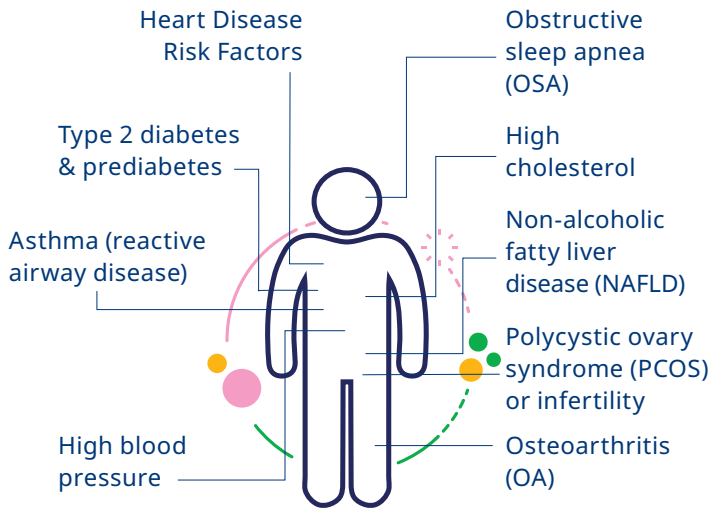 Heart Disease
Risk Factors
Type 2 diabetes
& prediabetes
Asthma (reactive
airway disease)
High blood
pressure
Obstructive
sleep apnea
(OSA)
High
cholesterol
Non-alcoholic
fatty liver
disease (NAFLD)
Polycystic ovary
syndrome (PCOS)
or infertility
Osteoarthritis
(OA)